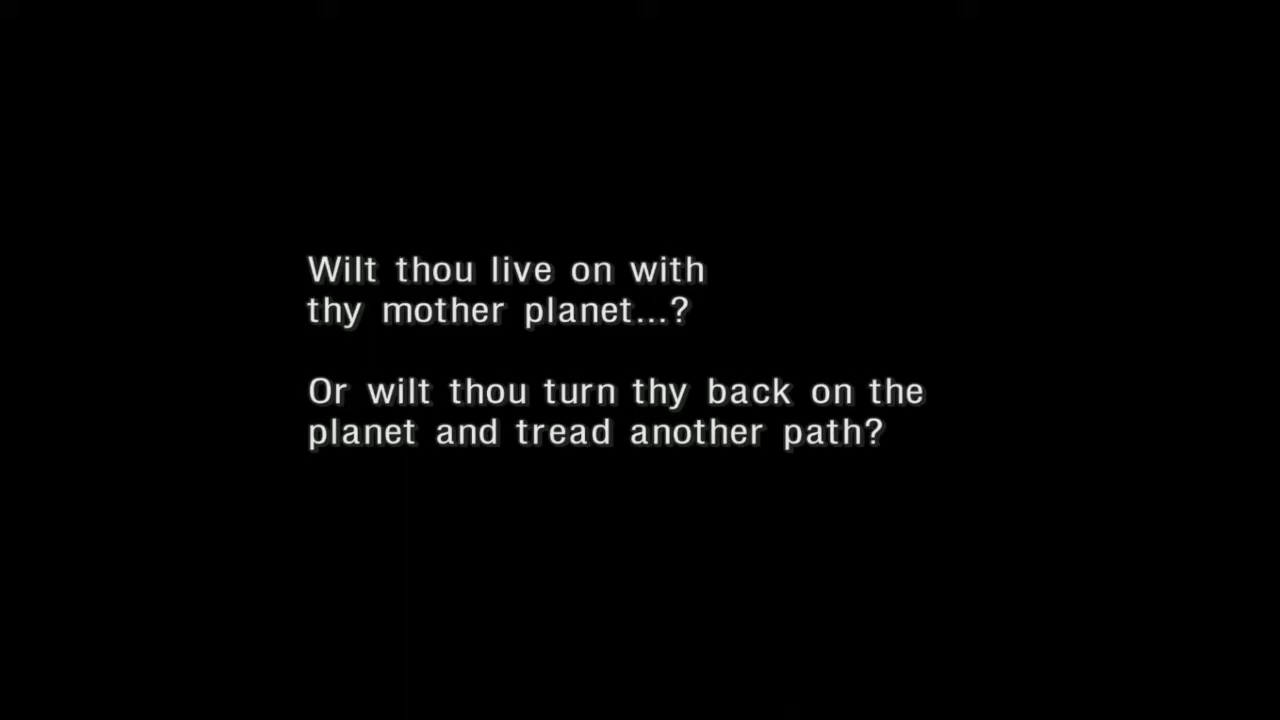 Wilt thou live on with
thy mother planet...?
Or wilt thou turn thy back on the
planet and tread another path?